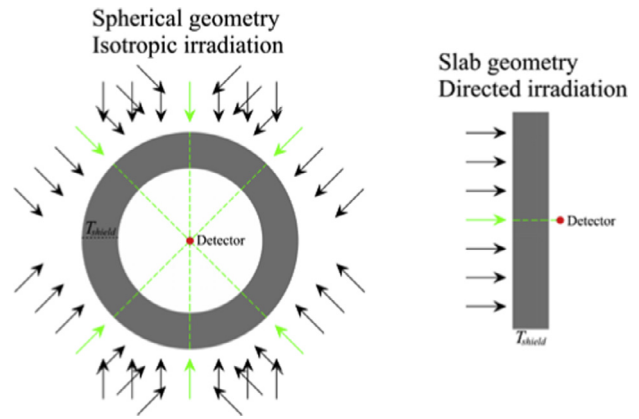 Spherical geometry
Isotropic irradiation
Slab geometry
Directed irradiation
Tshield
Detector
Detector
Tshield